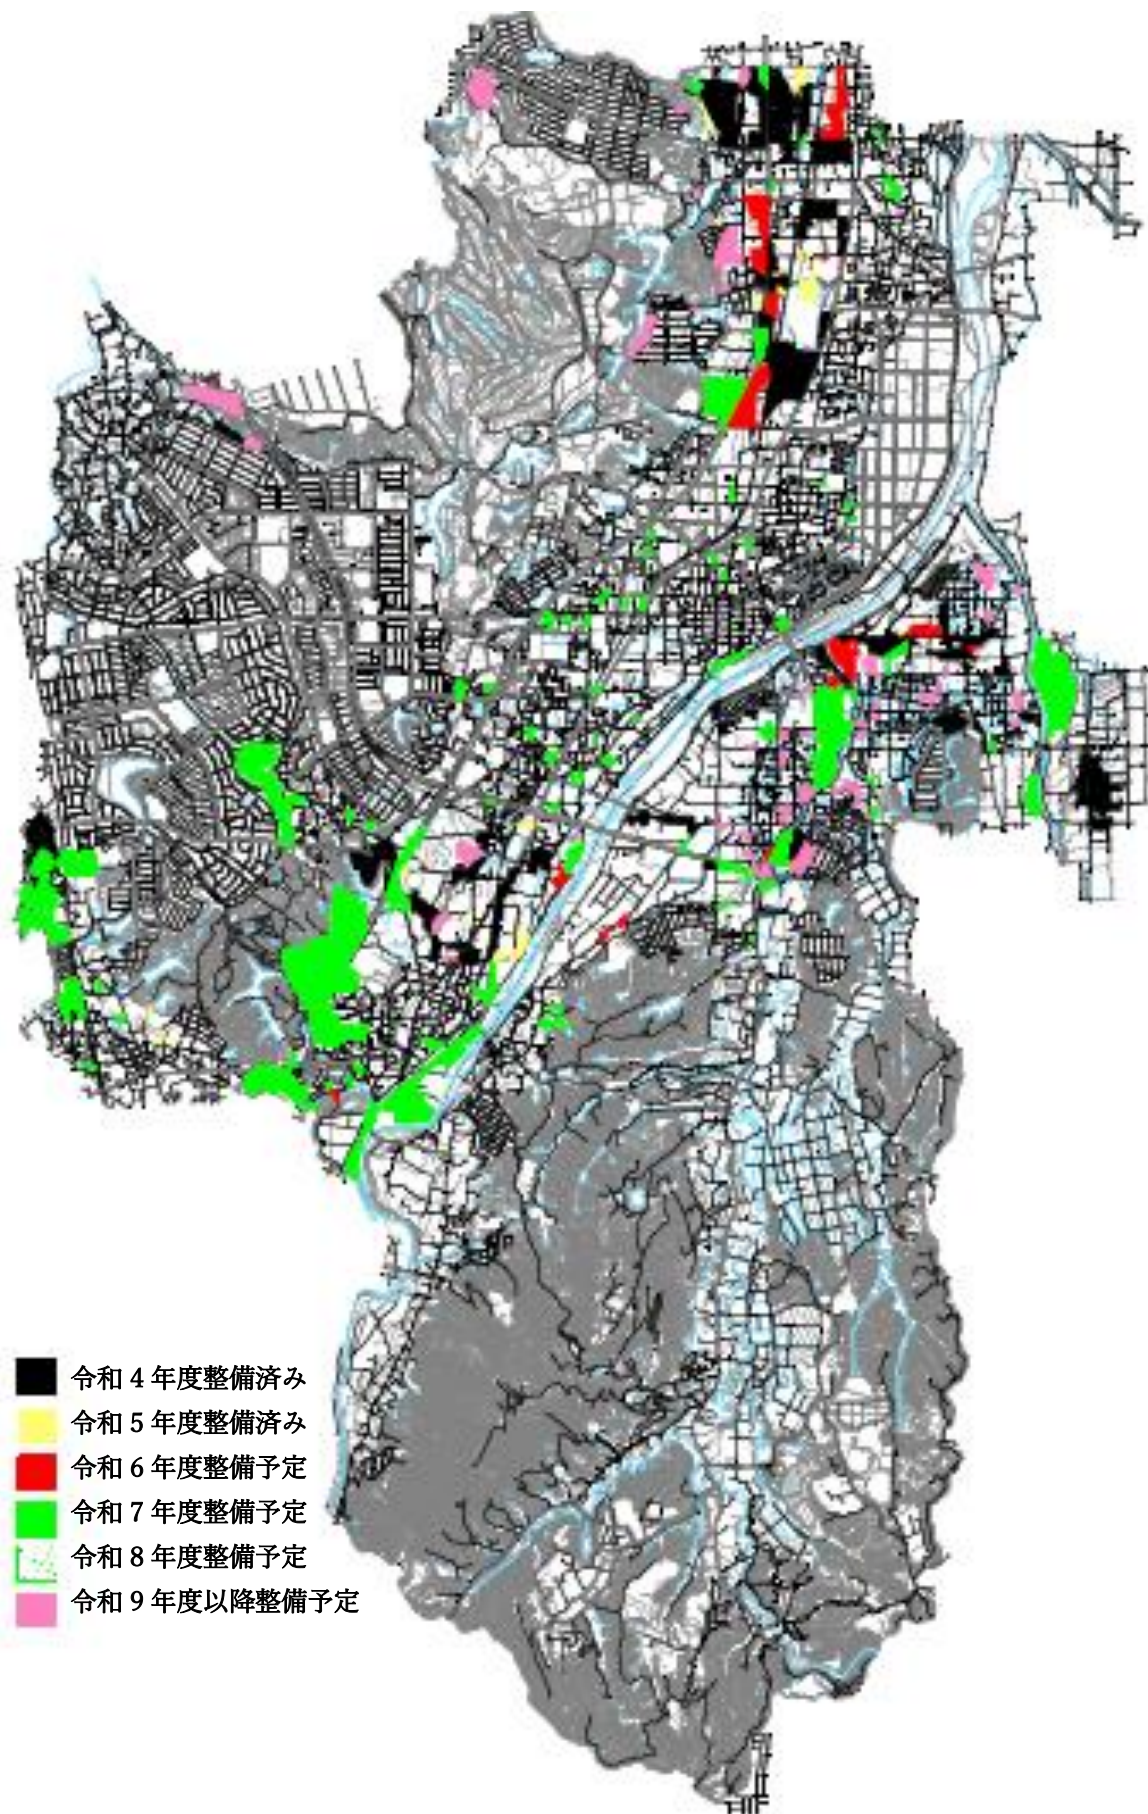 令和４年度整備済み
令和５年度整備済み
令和６年度整備予定
令和７年度整備予定
令和８年度整備予定
令和９年度以降整備予定